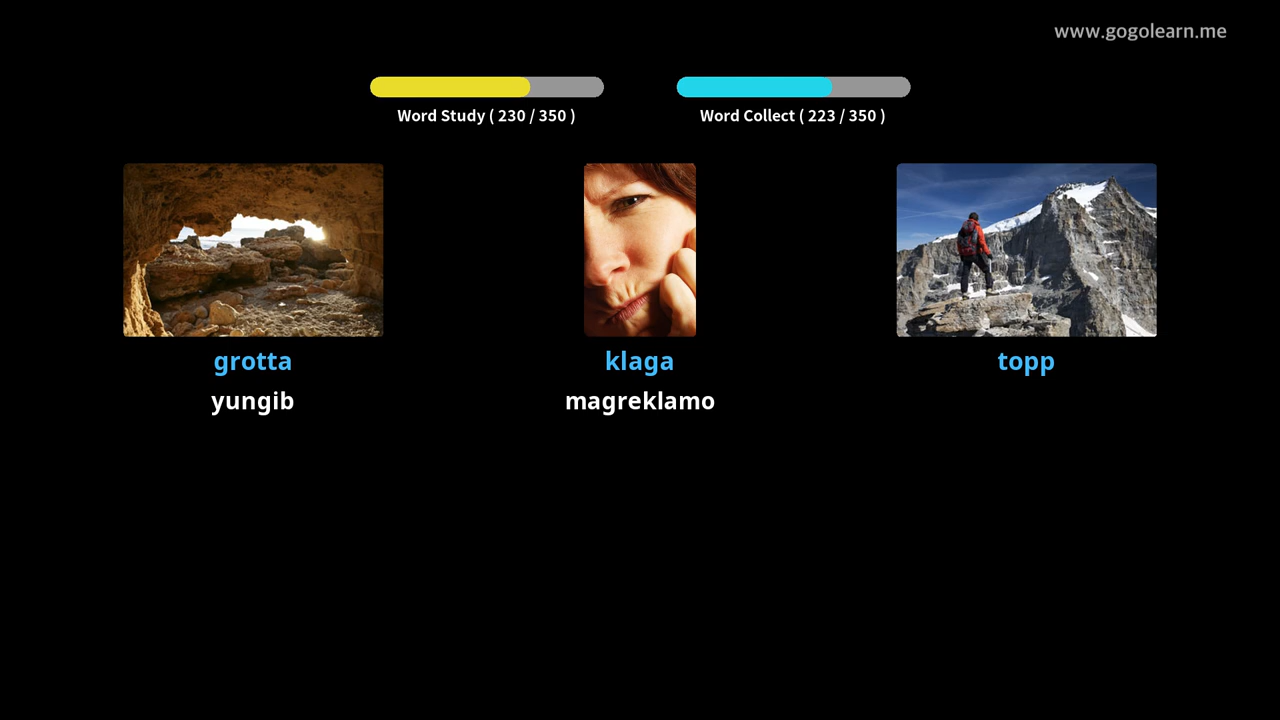 www.gogolearn.me
Word Study ( 230 / 350 )
Word Collect ( 223 / 350 )
grotta
klaga
topp
yungib
magreklamo